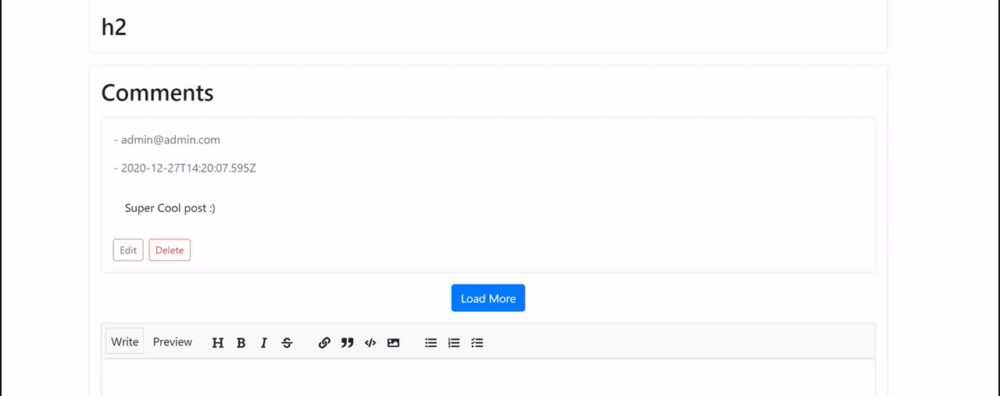 h2
Comments
- admin@admin.com
- 2020-12-27T14:20:07.595Z
Super Cool post :)
Edit Delete
Load More
Write Preview H B I S